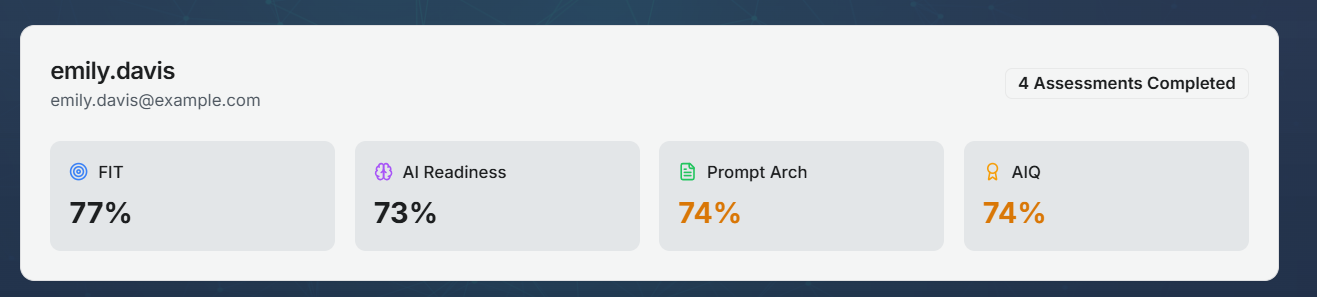 emily.davis
emily.davis@example.com
4 Assessments Completed
FIT
77%
AI Readiness
73%
Prompt Arch
74%
AIQ
74%